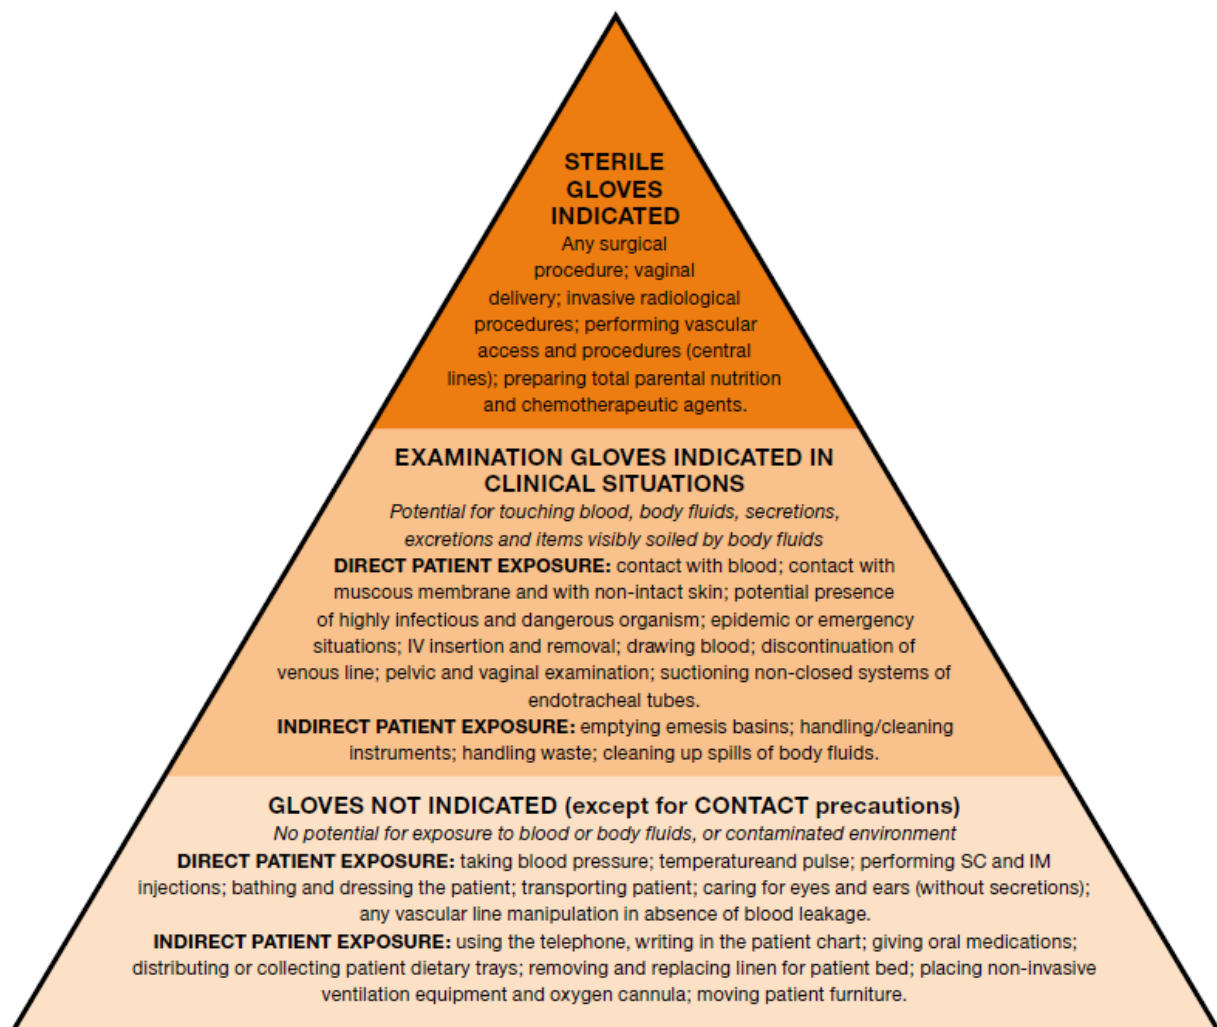 STERILE
GLOVES
INDICATED
Any surgical
procedure; vaginal
delivery; invasive radiological
procedures; performing vascular
access and procedures (central
lines); preparing total parental nutrition
and chemotherapeutic agents.
EXAMINATION GLOVES INDICATED IN
CLINICAL SITUATIONS
Potential for touching blood, body fluids, secretions,
excretions and items visibly soiled by body fluids
DIRECT PATIENT EXPOSURE: contact with blood; contact with
muscous membrane and with non-intact skin; potential presence
of highly infectious and dangerous organism; epidemic or emergency
situations; IV insertion and removal; drawing blood; discontinuation of
venous line; pelvic and vaginal examination; suctioning non-closed systems of
endotracheal tubes.
INDIRECT PATIENT EXPOSURE: emptying emesis basins; handling/cleaning
instruments; handling waste; cleaning up spills of body fluids.
GLOVES NOT INDICATED (except for CONTACT precautions)
No potential for exposure to blood or body fluids, or contaminated environment
DIRECT PATIENT EXPOSURE: taking blood pressure; temperatureand pulse; performing SC and IM
injections; bathing and dressing the patient; transporting patient; caring for eyes and ears (without secretions);
any vascular line manipulation in absence of blood leakage.
INDIRECT PATIENT EXPOSURE: using the telephone, writing in the patient chart; giving oral medications;
distributing or collecting patient dietary trays; removing and replacing linen for patient bed; placing non-invasive
ventilation equipment and oxygen cannula; moving patient furniture.